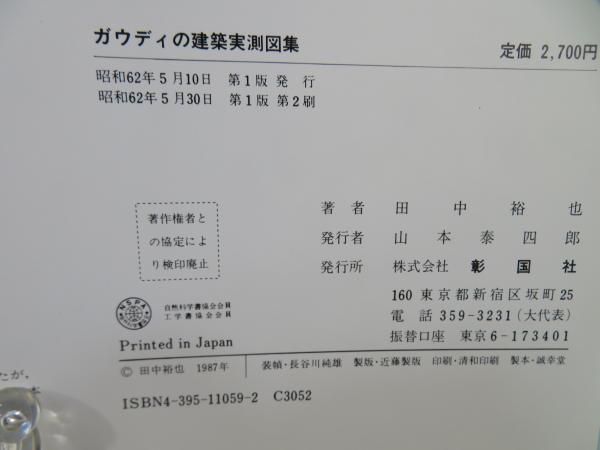 ガウディの建築実測図集
定価 2,700円
昭和62年5月10日 第1版 発 行
昭和62年5月30日 第1版 第2刷
著作権者と
の協定によ
り検印廃止
著 者 田 中 裕 也
発行者 山 本 泰 四 郎
発行所 株式会社 彰 国 社
160 東京都新宿区坂町25
電 話 359-3231(大代表)
振替口座 東京6-173401
NSPA
自然科学書協会会員
工学書協会会員
Printed in Japan
© 田中裕也 1987年
装幀・長谷川純雄 製版・近藤製版 印刷・清和印刷 製本・誠幸堂
ISBN4-395-11059-2 C3052
たが,